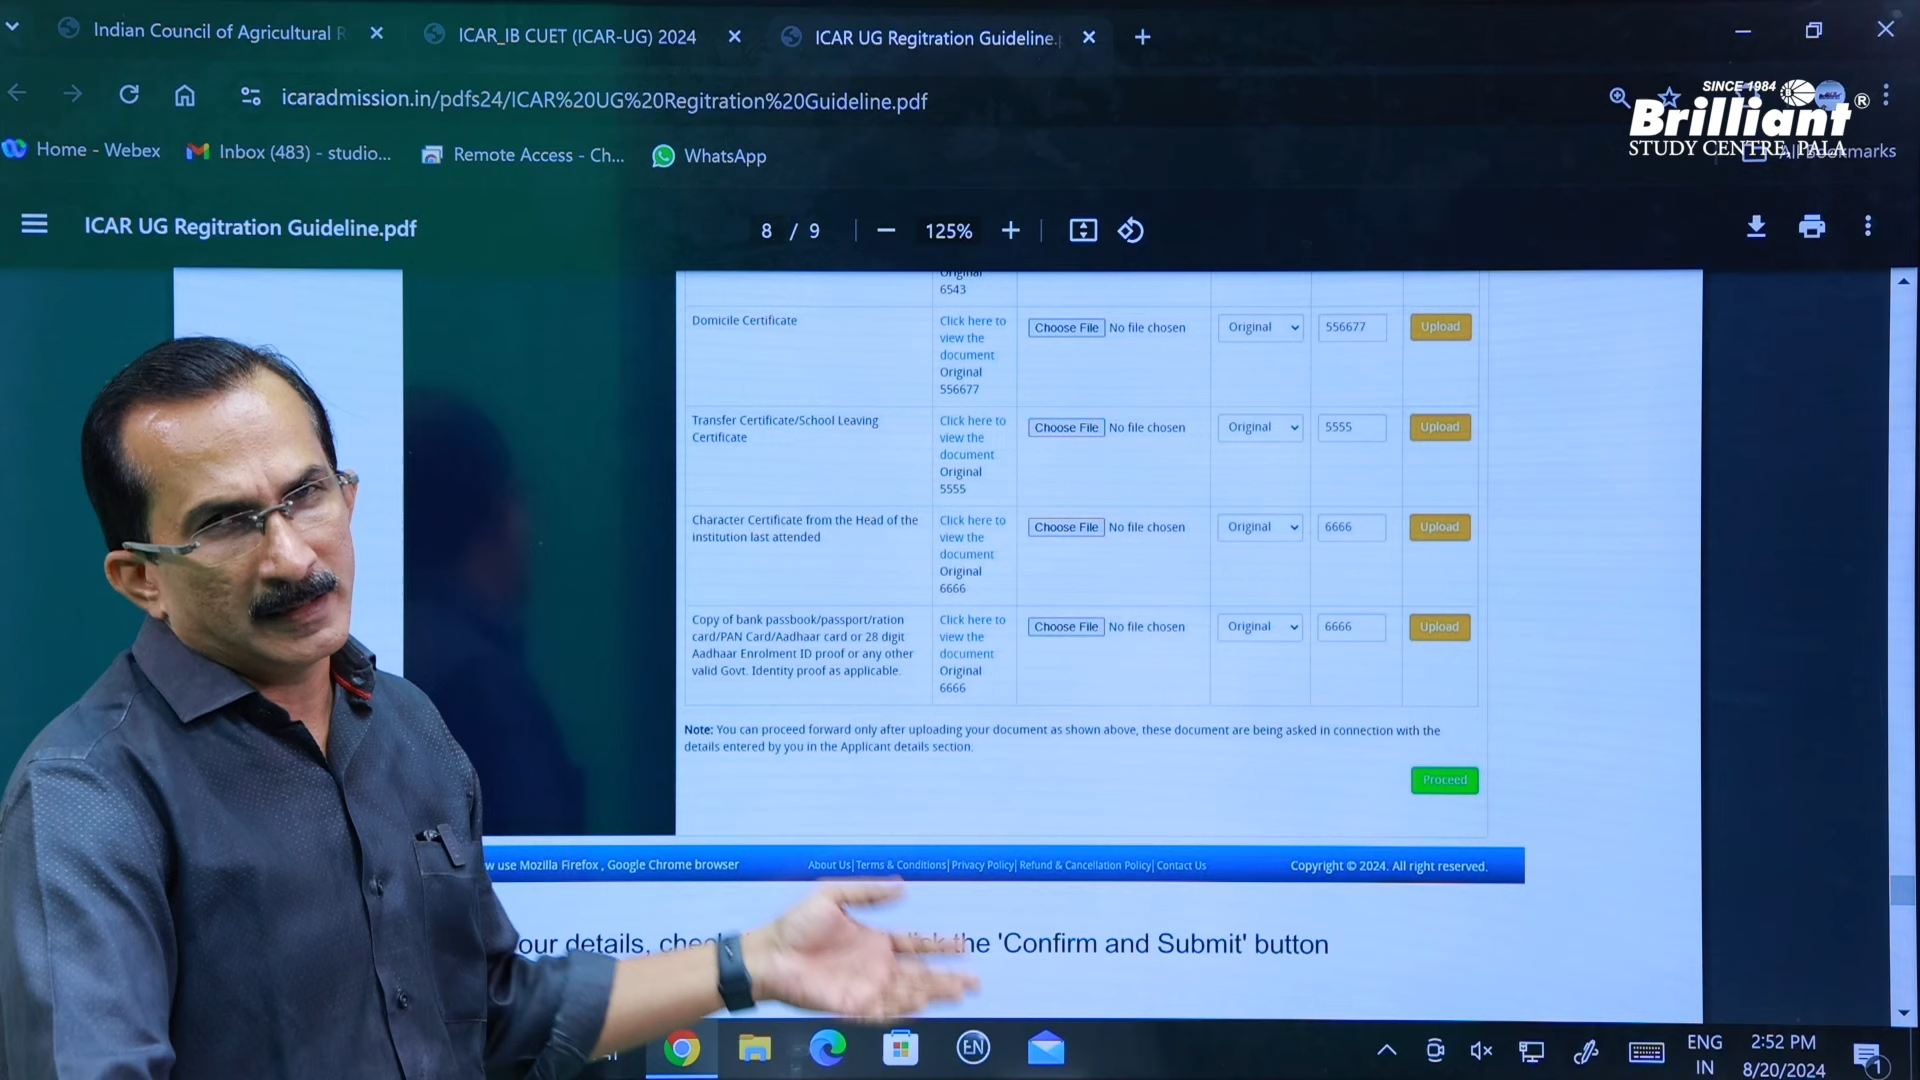 Indian Council of Agricultural R
ICAR_IB CUET (ICAR-UG) 2024
ICAR UG Regitration Guideline.
icaradmission.in/pdfs24/ICAR%20UG%20Regitration%20Guideline.pdf
SINCE 1984
Brilliant ®
STUDY CENTRE, PALA
Home - Webex
Inbox (483) - studio...
Remote Access - Ch...
WhatsApp
All Bookmarks
ICAR UG Regitration Guideline.pdf
8 / 9
125%
Original
6543
Domicile Certificate
Click here to
view the
document
Original
556677
Choose File No file chosen
Original
556677
Upload
Transfer Certificate/School Leaving
Certificate
Click here to
view the
document
Original
5555
Choose File No file chosen
Original
5555
Upload
Character Certificate from the Head of the
institution last attended
Click here to
view the
document
Original
6666
Choose File No file chosen
Original
6666
Upload
Copy of bank passbook/passport/ration
card/PAN Card/Aadhaar card or 28 digit
Aadhaar Enrolment ID proof or any other
valid Govt. Identity proof as applicable.
Click here to
view the
document
Original
6666
Choose File No file chosen
Original
6666
Upload
Note: You can proceed forward only after uploading your document as shown above, these document are being asked in connection with the
details entered by you in the Applicant details section.
Proceed
w use Mozilla Firefox , Google Chrome browser
About Us| Terms & Conditions| Privacy Policy| Refund & Cancellation Policy| Contact Us
Copyright © 2024. All right reserved.
our details, chec the 'Confirm and Submit' button
EN
ENG
IN
2:52 PM
8/20/2024
1